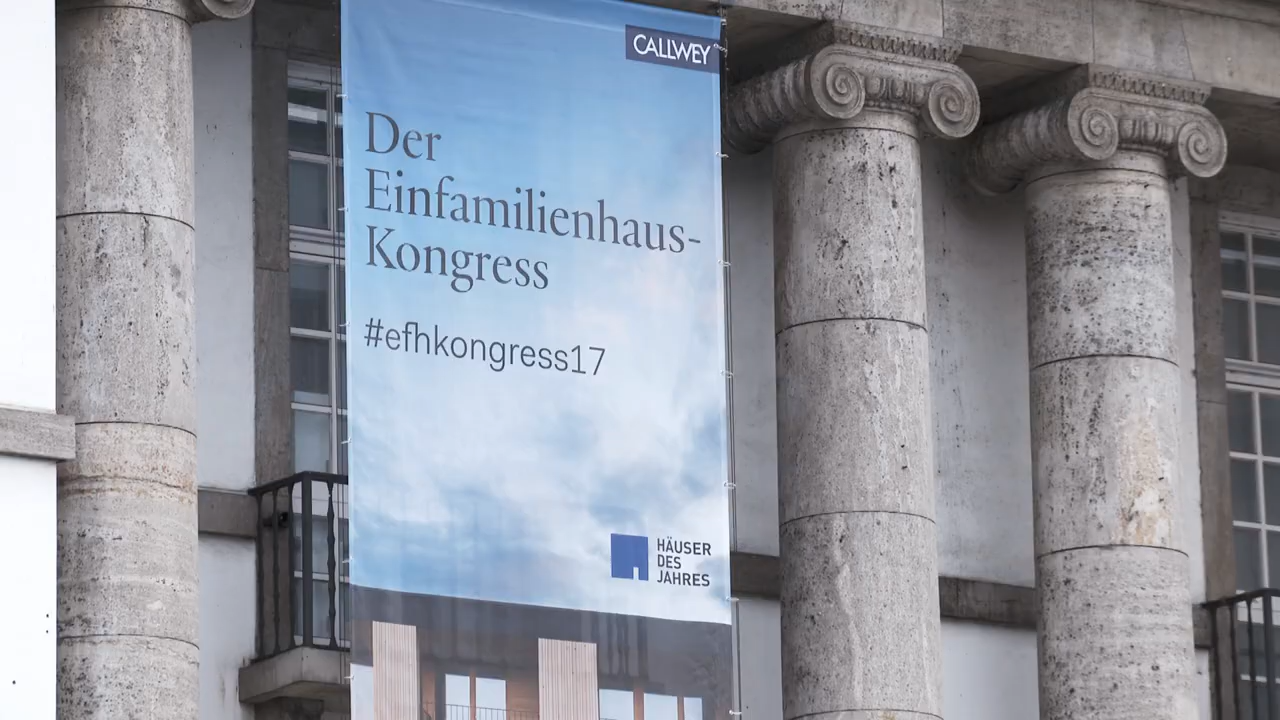 CALLWEY
Der
Einfamilienhaus-
Kongress
#efhkongress17
HÄUSER
DES
JAHRES